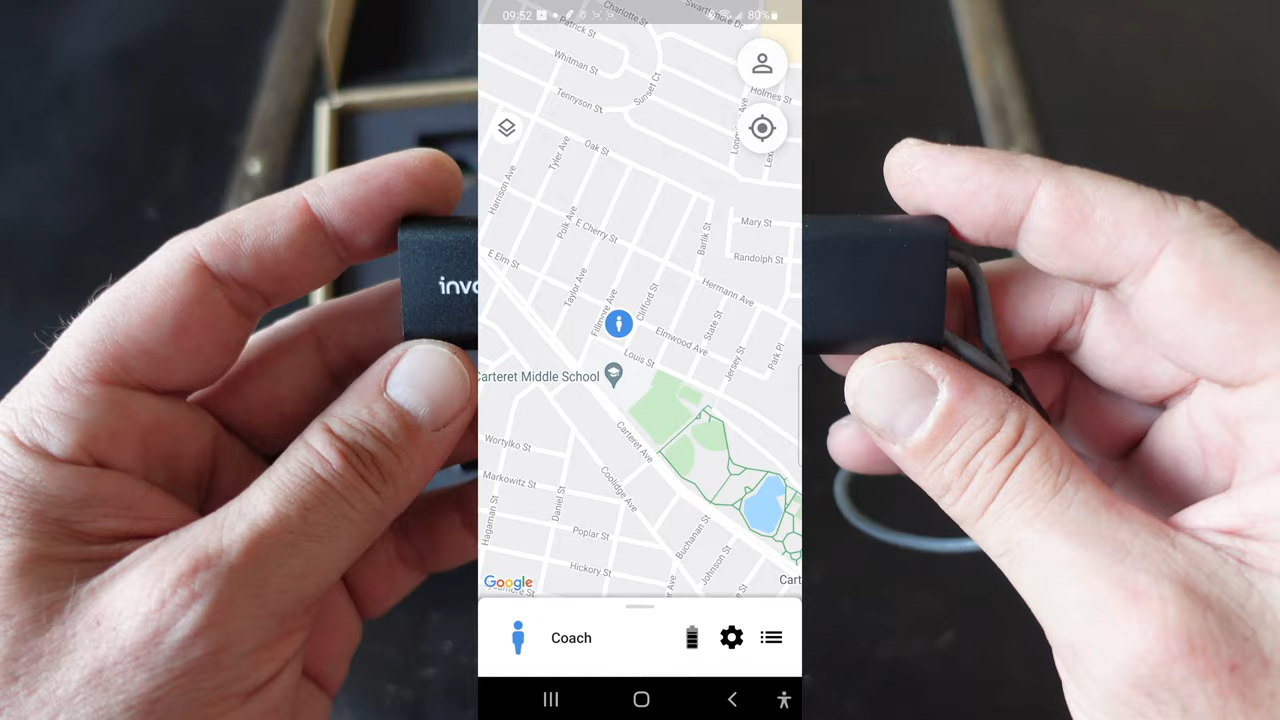 09:52
80%
Charlotte St
Swarthmore Dr
Patrick St
Whitman St
Sunset Ct
Holmes St
Tennyson St
Oak St
Tyler Ave
Harrison Ave
Mary St
Polk Ave
E Cherry St
Bartik St
E Elm St
Randolph St
Taylor Ave
Hermann Ave
Fillmore Ave
Clifford St
State St
Elmwood Ave
Park Pl
Louis St
Jersey St
Carteret Middle School
inv
Carteret Ave
Wortylko St
Markowitz St
Coolidge Ave
Daniel St
Hagaman St
Buchanan St
Poplar St
Johnson St
Hickory St
Google
Cart
Coach